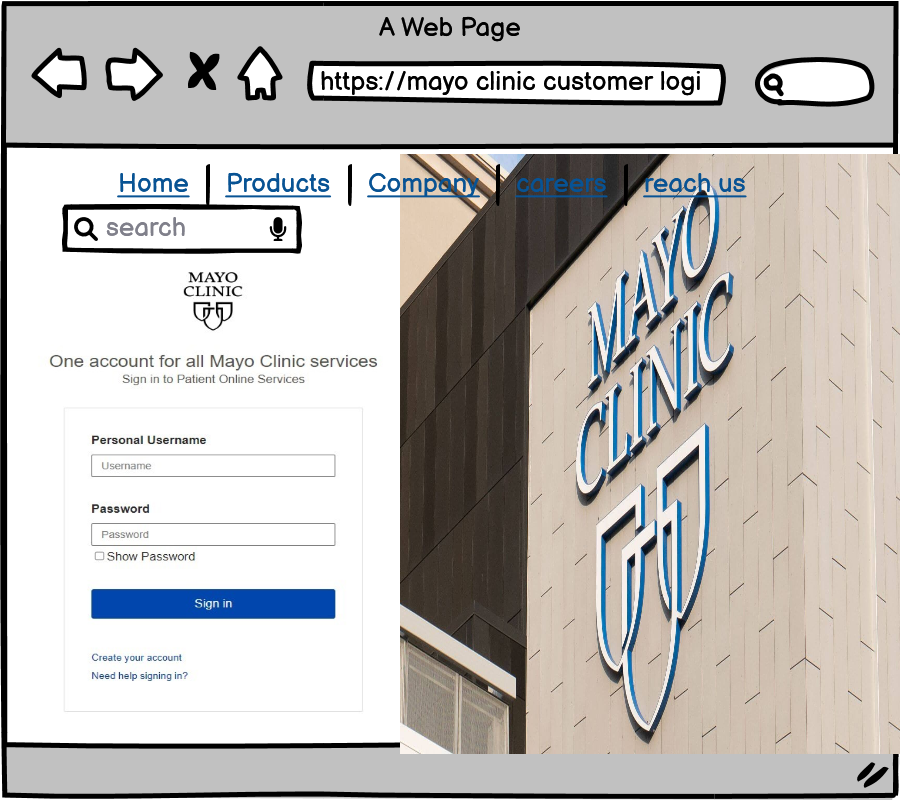 A Web Page
https://mayo clinic customer logi
Home Products Company careers reach us
search
MAYO
CLINIC
One account for all Mayo Clinic services
Sign in to Patient Online Services
Personal Username
Username
Password
Password
Show Password
Sign in
Create your account
Need help signing in?
MAYO
CLINIC